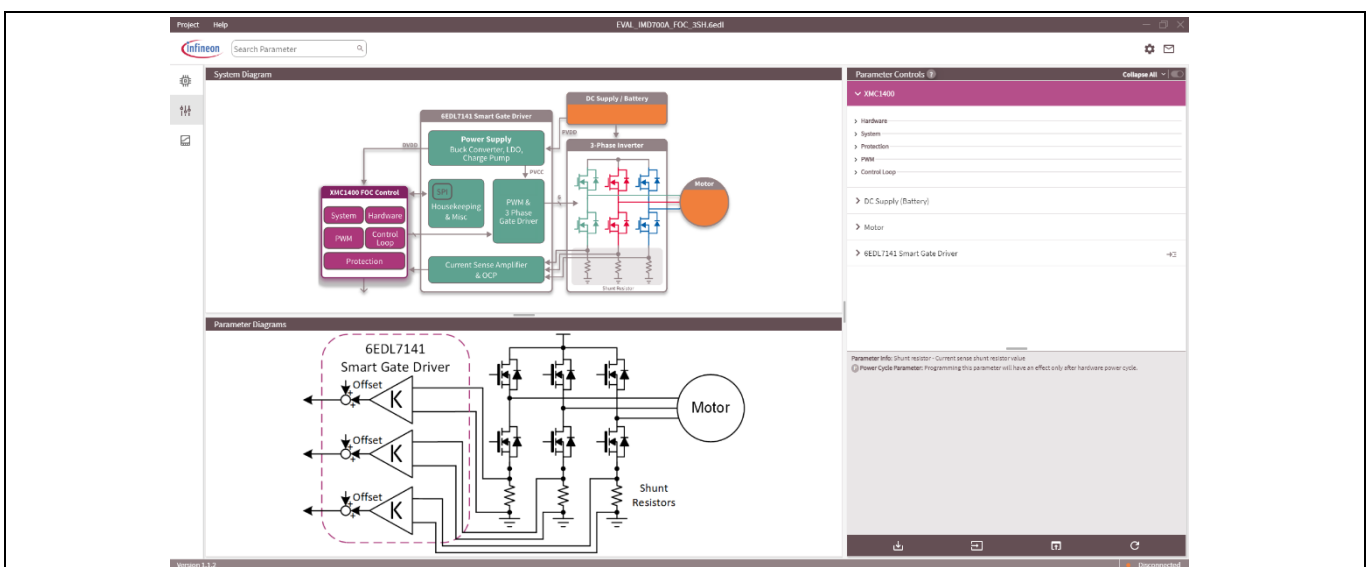 Project Help EVAL_IMD700A_FOC_3SH.6edl
infineon Search Parameter
System Diagram
DC Supply / Battery
6EDL7141 Smart Gate Driver
PVDD
DVDD
Power Supply
Buck Converter, LDO,
Charge Pump
3-Phase Inverter
PVCC
XMC1400 FOC Control
SPI
Housekeeping
& Misc
PWM &
3 Phase
Gate Driver
Motor
System Hardware
PWM Control
Loop
Protection
Current Sense Amplifier
& OCP
Shunt Resistor
Parameter Diagrams
6EDL7141
Smart Gate Driver
Offset
K
Offset
K
Offset
K
Motor
Shunt
Resistors
Parameter Controls ? Collapse All
XMC1400
Hardware
System
Protection
PWM
Control Loop
DC Supply (Battery)
Motor
6EDL7141 Smart Gate Driver
Parameter Info: Shunt resistor - Current sense shunt resistor value
P Power Cycle Parameter: Programming this parameter will have an effect only after hardware power cycle.
Version 1.1.2 Disconnected